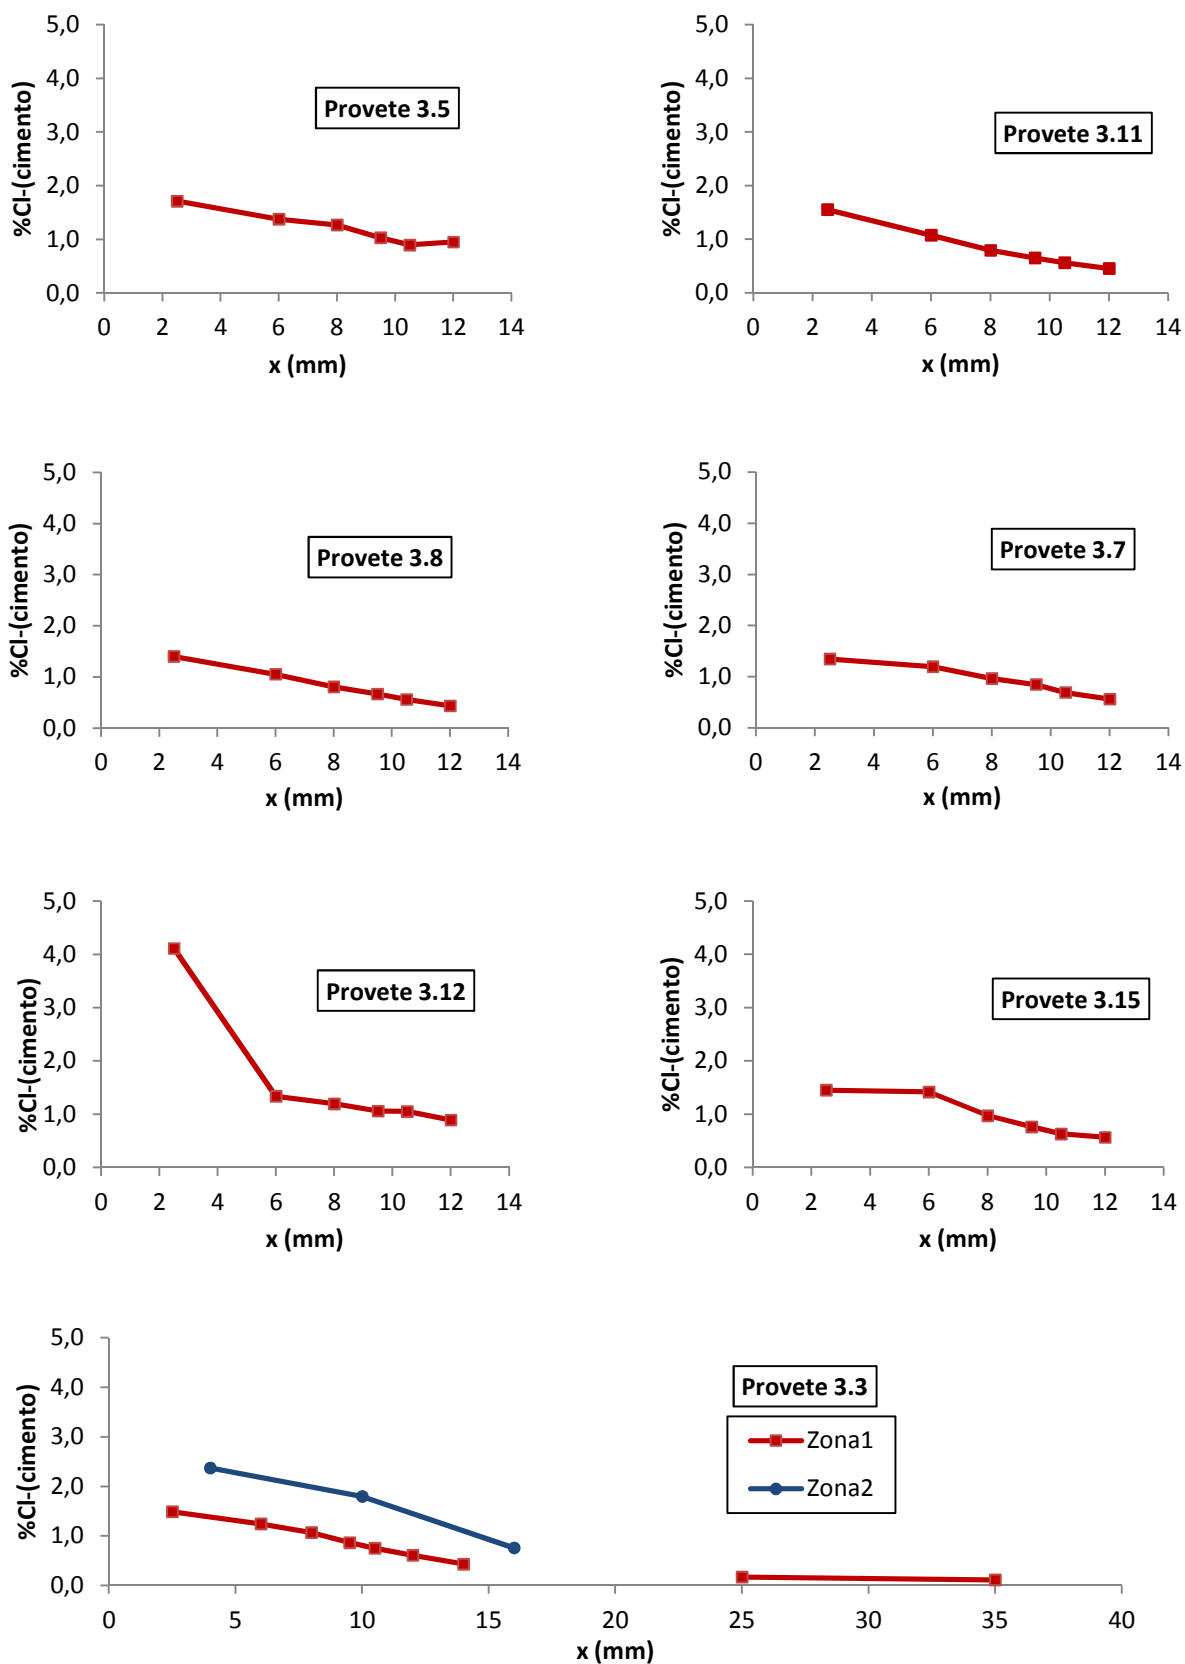 5,0
4,0
3,0
2,0
1,0
0,0
%Cl-(cimento)
Provete 3.5
0 2 4 6 8 10 12 14
x (mm)
5,0
4,0
3,0
2,0
1,0
0,0
%Cl-(cimento)
Provete 3.11
0 2 4 6 8 10 12 14
x (mm)
5,0
4,0
3,0
2,0
1,0
0,0
%Cl-(cimento)
Provete 3.8
0 2 4 6 8 10 12 14
x (mm)
5,0
4,0
3,0
2,0
1,0
0,0
%Cl-(cimento)
Provete 3.7
0 2 4 6 8 10 12 14
x (mm)
5,0
4,0
3,0
2,0
1,0
0,0
%Cl-(cimento)
Provete 3.12
0 2 4 6 8 10 12 14
x (mm)
5,0
4,0
3,0
2,0
1,0
0,0
%Cl-(cimento)
Provete 3.15
0 2 4 6 8 10 12 14
x (mm)
5,0
4,0
3,0
2,0
1,0
0,0
%Cl-(cimento)
Provete 3.3
Zona1
Zona2
0 5 10 15 20 25 30 35 40
x (mm)